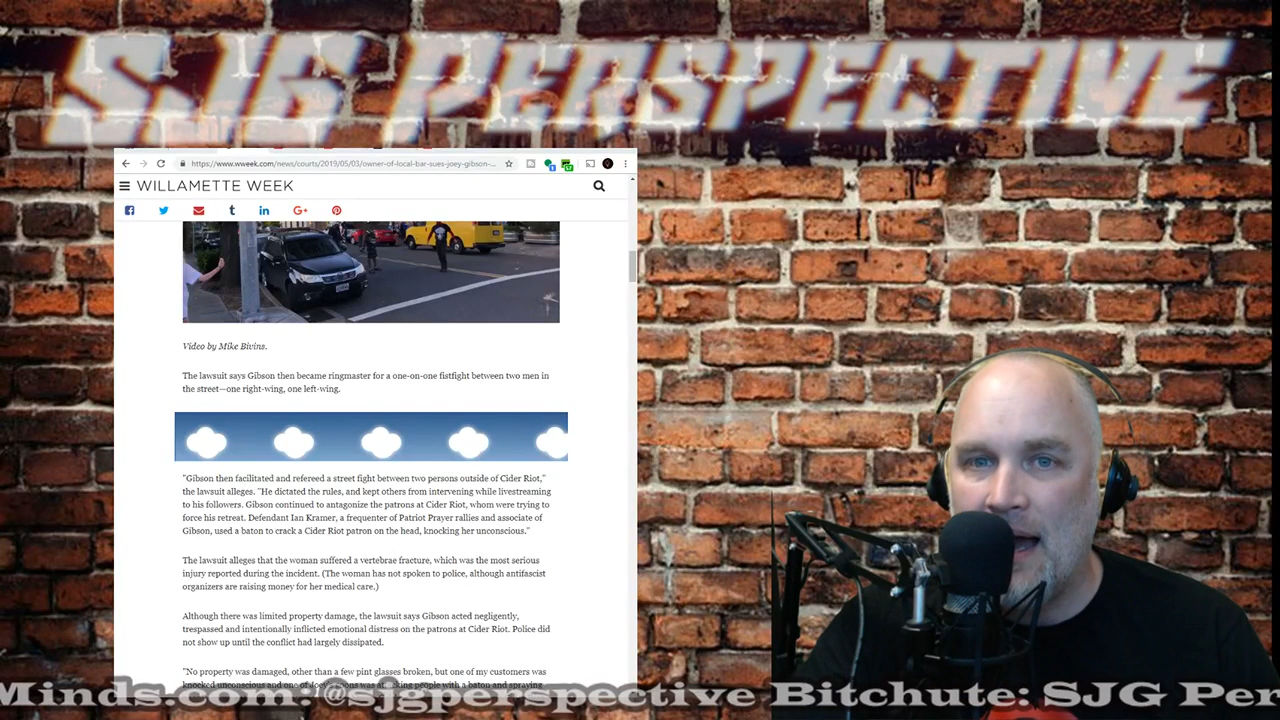 SJG PERSPECTIVE
https://www.wweek.com/news/courts/2019/05/03/owner-of-local-bar-sues-joey-gibson-...
WILLAMETTE WEEK
Video by Mike Bivins.
The lawsuit says Gibson then became ringmaster for a one-on-one fistfight between two men in
the street—one right-wing, one left-wing.
"Gibson then facilitated and refereed a street fight between two persons outside of Cider Riot,"
the lawsuit alleges. "He dictated the rules, and kept others from intervening while livestreaming
to his followers. Gibson continued to antagonize the patrons at Cider Riot, whom were trying to
force his retreat. Defendant Ian Kramer, a frequenter of Patriot Prayer rallies and associate of
Gibson, used a baton to crack a Cider Riot patron on the head, knocking her unconscious."
The lawsuit alleges that the woman suffered a vertebrae fracture, which was the most serious
injury reported during the incident. (The woman has not spoken to police, although antifascist
organizers are raising money for her medical care.)
Although there was limited property damage, the lawsuit says Gibson acted negligently,
trespassed and intentionally inflicted emotional distress on the patrons at Cider Riot. Police did
not show up until the conflict had largely dissipated.
"No property was damaged, other than a few pint glasses broken, but one of my customers was
knocked unconscious and one of people with a baton and spraying
Minds.com: @sjgperspective Bitchute: SJG Per